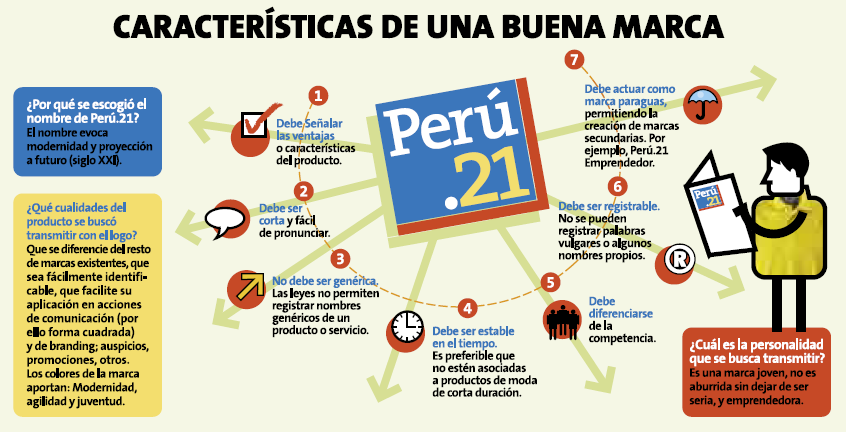 CARACTERÍSTICAS DE UNA BUENA MARCA
¿Por qué se escogió el
nombre de Perú.21?
El nombre evoca
modernidad y proyección
a futuro (siglo XXI).
¿Qué cualidades del
producto se buscó
transmitir con el logo?
Que se diferencie del resto
de marcas existentes, que
sea fácilmente identifi-
cable, que facilite su
aplicación en acciones
de comunicación (por
ello forma cuadrada)
y de branding; auspicios,
promociones, otros.
Los colores de la marca
aportan: Modernidad,
agilidad y juventud.
1
Debe Señalar
las ventajas
o características
del producto.
2
Debe ser
corta y fácil
de pronunciar.
3
No debe ser genérica,
Las leyes no permiten
registrar nombres
genéricos de un
producto o servicio.
4
Debe ser estable
en el tiempo.
Es preferible que
no estén asociadas
a productos de moda
de corta duración.
5
Debe
diferenciarse
de la
competencia.
6
Debe ser registrable.
No se pueden
registrar palabras
vulgares o algunos
nombres propios.
7
Debe actuar como
marca paraguas,
permitiendo la
creación de marcas
secundarias. Por
ejemplo, Perú.21
Emprendedor.
Perú
.21
®
Perú
.21
¿Cuál es la personalidad
que se busca transmitir?
Es una marca joven, no es
aburrida sin dejar de ser
seria, y emprendedora.